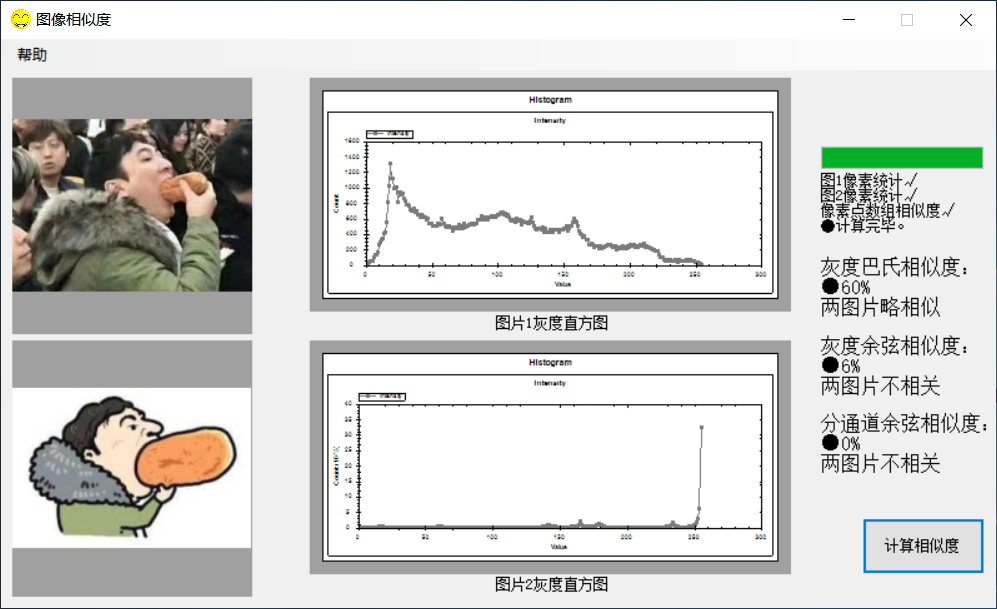 图像相似度
帮助
Histogram
Intensity
Intensity
1600
1400
1200
1000
800
600
400
200
0
Count
0 50 100 150 200 250 300
Value
图片1灰度直方图
Histogram
Intensity
Intensity
40
35
30
25
20
15
10
5
0
0 50 100 150 200 250 300
Value
图片2灰度直方图
图1像素统计√
图2像素统计√
像素点数组相似度√
●计算完毕。
灰度巴氏相似度：
●60%
两图片略相似
灰度余弦相似度：
●6%
两图片不相关
分通道余弦相似度：
●0%
两图片不相关
计算相似度